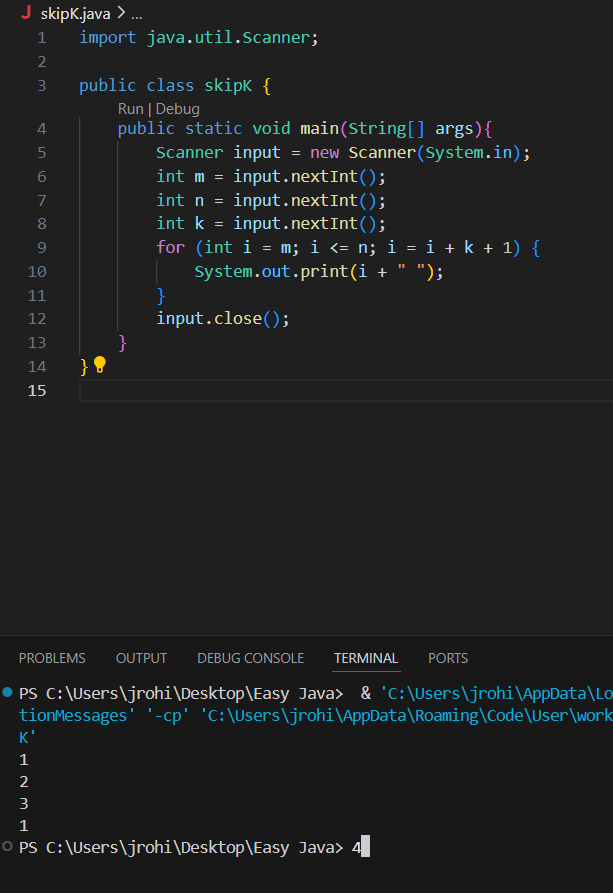 J skipK.java > ...
1 import java.util.Scanner;
2
3 public class skipK {
Run | Debug
4 public static void main(String[] args){
5 Scanner input = new Scanner(System.in);
6 int m = input.nextInt();
7 int n = input.nextInt();
8 int k = input.nextInt();
9 for (int i = m; i <= n; i = i + k + 1) {
10 System.out.print(i + " ");
11 }
12 input.close();
13 }
14 }
15
PROBLEMS OUTPUT DEBUG CONSOLE TERMINAL PORTS
PS C:\Users\jrohi\Desktop\Easy Java>  & 'C:\Users\jrohi\AppData\Lo
tionMessages' '-cp' 'C:\Users\jrohi\AppData\Roaming\Code\User\work
K'
1
2
3
1
PS C:\Users\jrohi\Desktop\Easy Java> 4